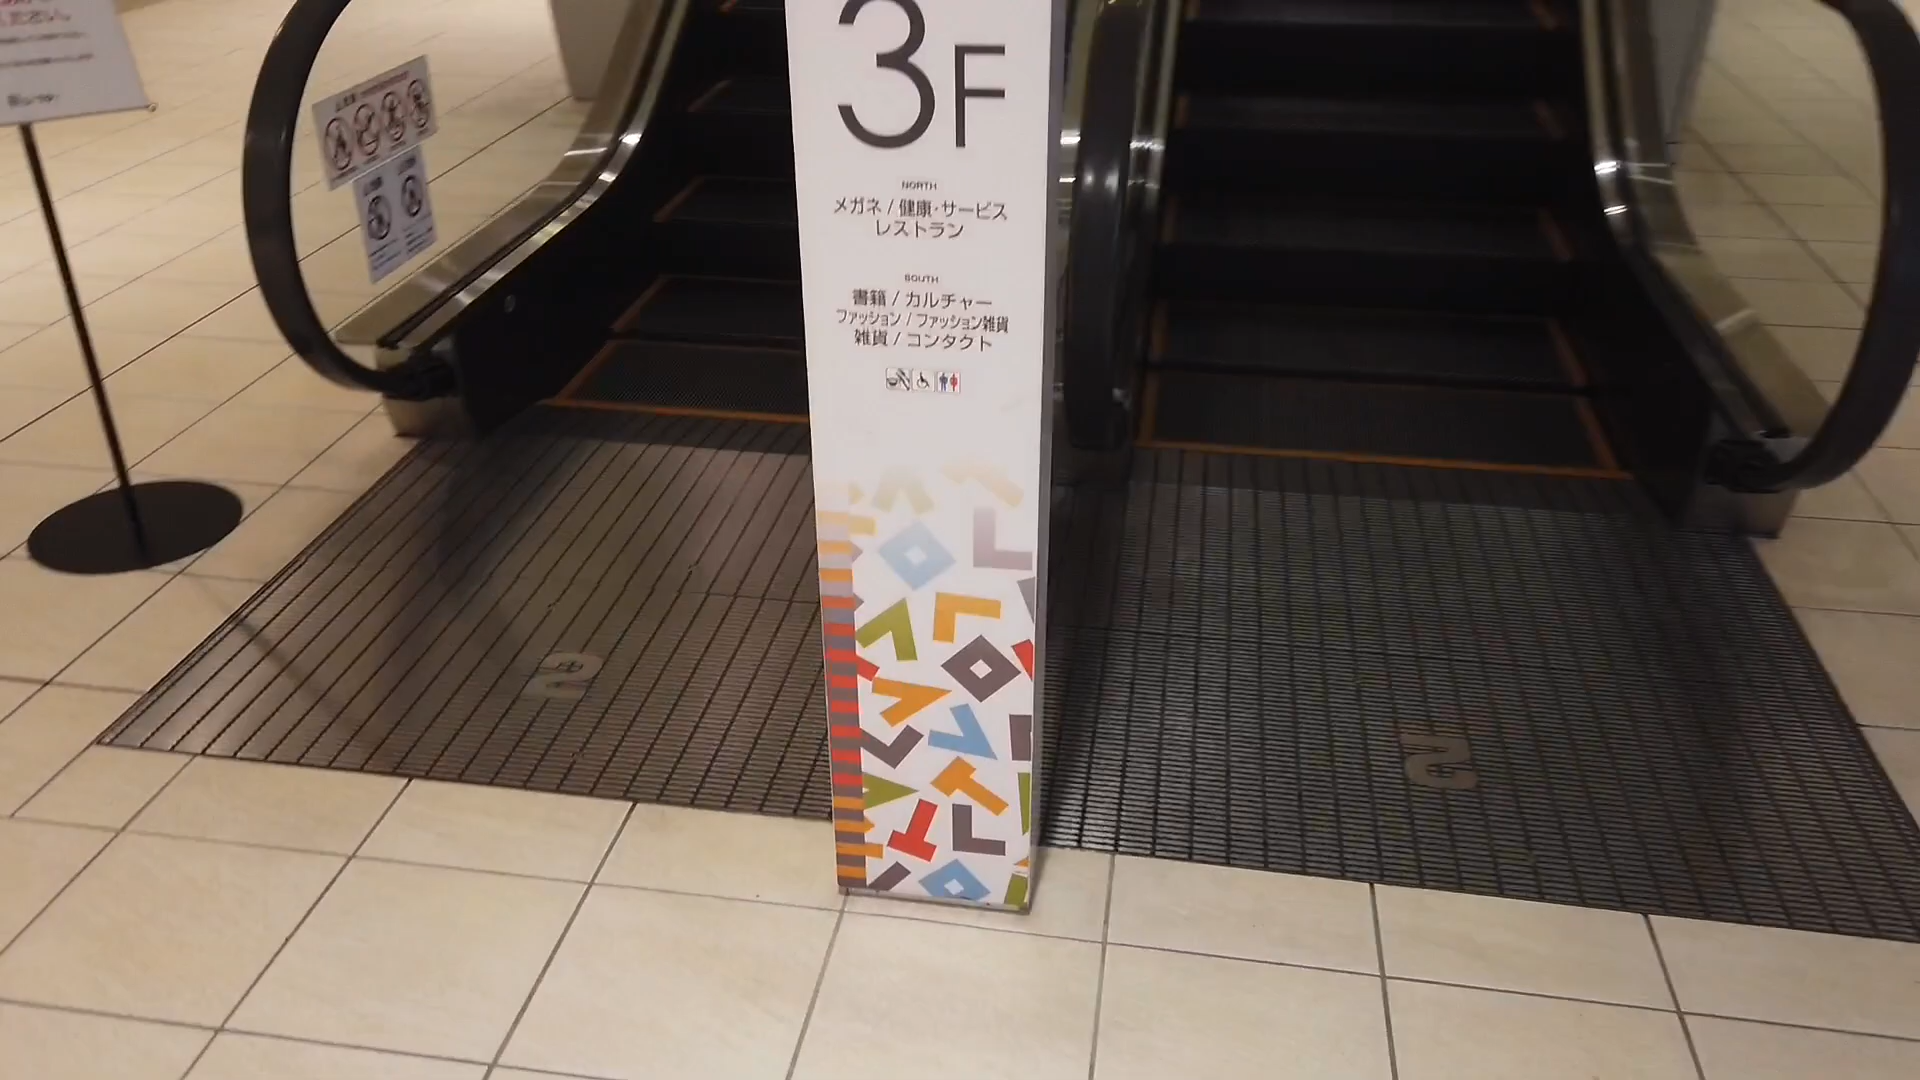 3F
NORTH
メガネ / 健康・サービス
レストラン
SOUTH
書籍 / カルチャー
ファッション / ファッション雑貨
雑貨 / コンタクト
2
2